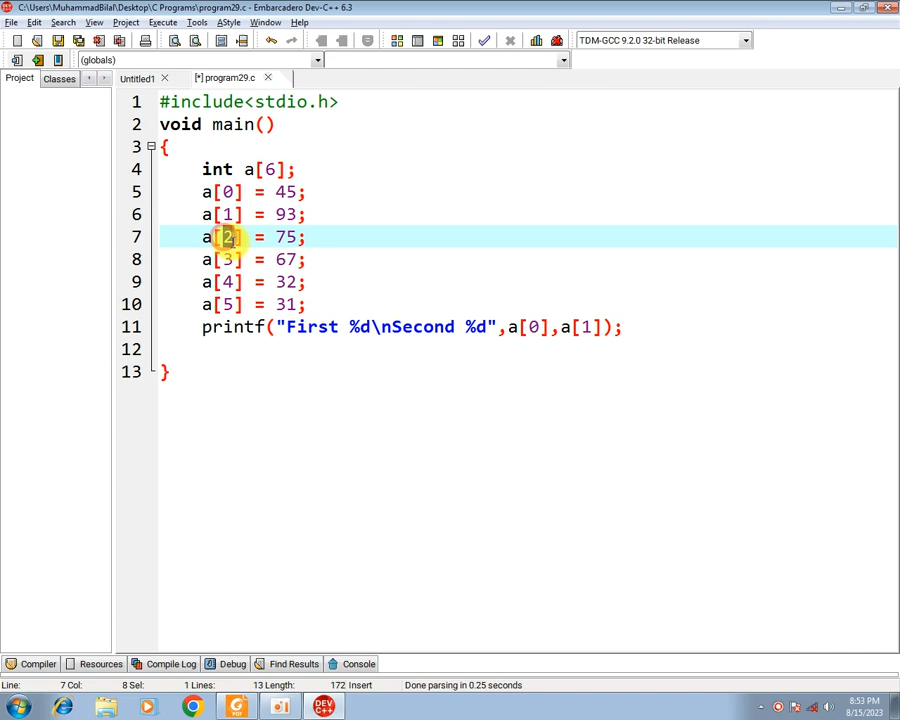 C:\Users\MuhammadBilal\Desktop\C Programs\program29.c - Embarcadero Dev-C++ 6.3
File Edit Search View Project Execute Tools AStyle Window Help
TDM-GCC 9.2.0 32-bit Release
(globals)
Project Classes Untitled1 [*] program29.c
1 #include<stdio.h>
2 void main()
3 {
4 int a[6];
5 a[0] = 45;
6 a[1] = 93;
7 a[2] = 75;
8 a[3] = 67;
9 a[4] = 32;
10 a[5] = 31;
11 printf("First %d\nSecond %d",a[0],a[1]);
12
13 }
Compiler Resources Compile Log Debug Find Results Console
Line: 7 Col: 8 Sel: 1 Lines: 13 Length: 172 Insert Done parsing in 0.25 seconds
PDF DEV C++ 8:53 PM
8/15/2023